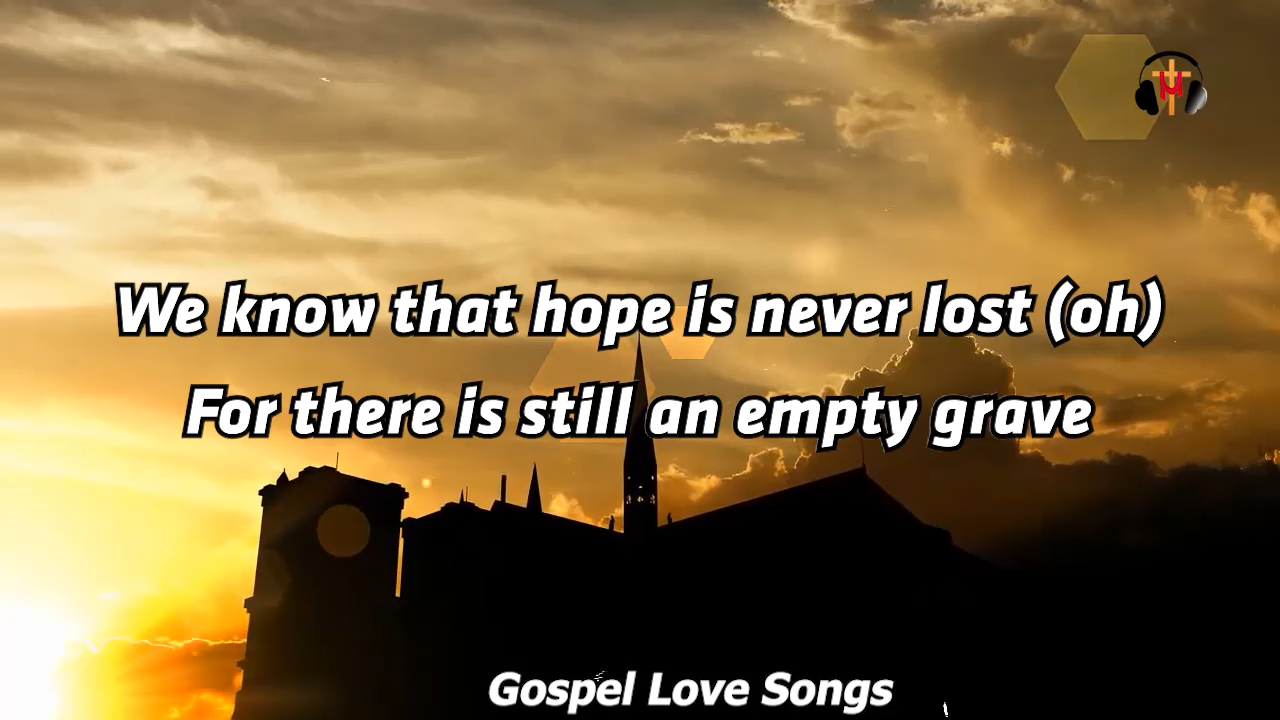 We know that hope is never lost (oh)
For there is still an empty grave
Gospel Love Songs